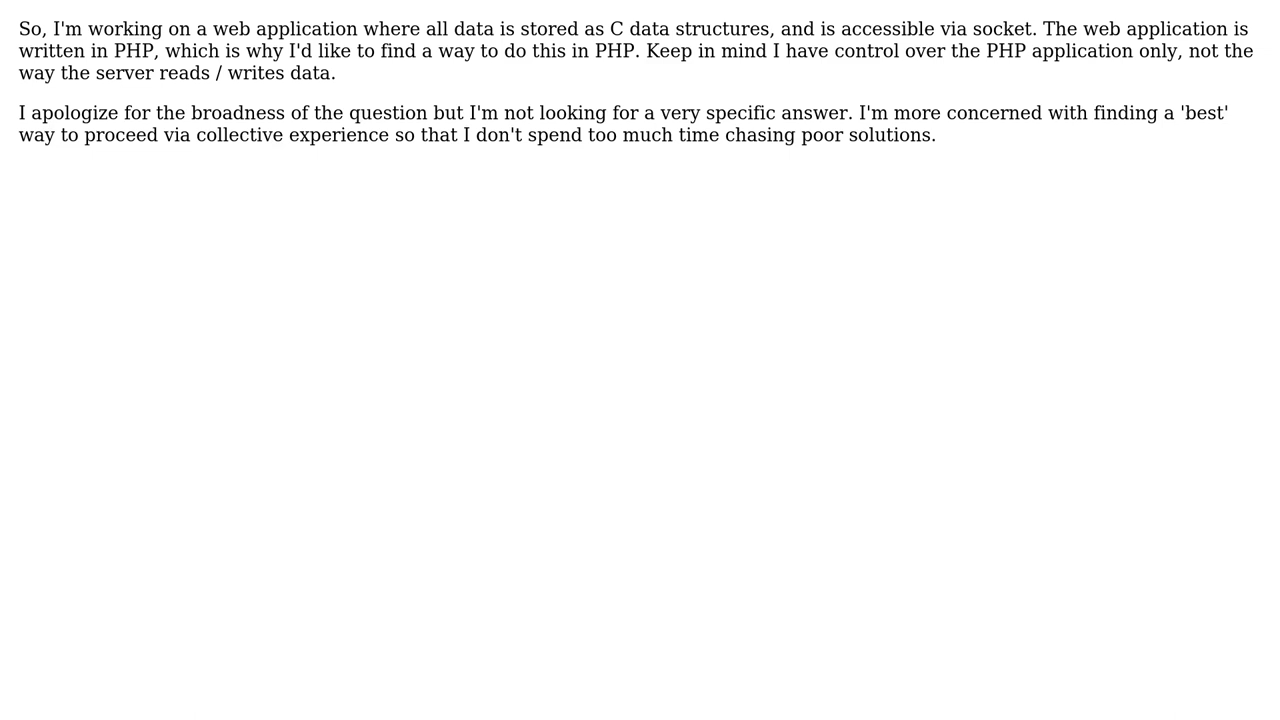 So, I'm working on a web application where all data is stored as C data structures, and is accessible via socket. The web application is
written in PHP, which is why I'd like to find a way to do this in PHP. Keep in mind I have control over the PHP application only, not the
way the server reads / writes data.
I apologize for the broadness of the question but I'm not looking for a very specific answer. I'm more concerned with finding a 'best'
way to proceed via collective experience so that I don't spend too much time chasing poor solutions.